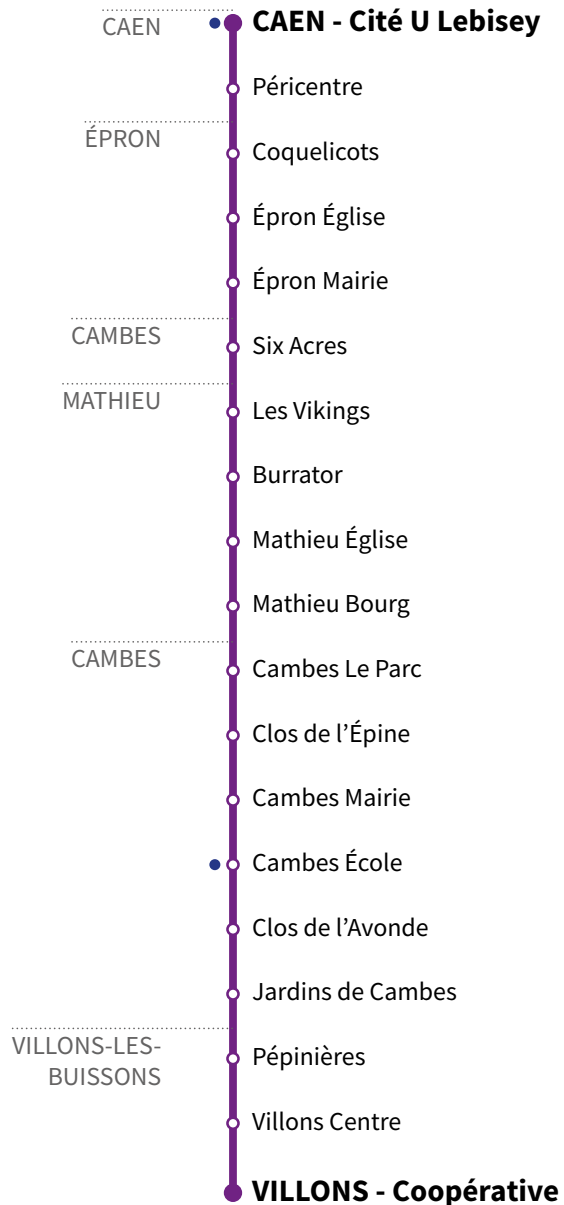 CAEN
CAEN - Cité U Lebisey
Péricentre
ÉPRON
Coquelicots
Épron Église
Épron Mairie
CAMBES
Six Acres
MATHIEU
Les Vikings
Burrator
Mathieu Église
Mathieu Bourg
CAMBES
Cambes Le Parc
Clos de l’Épine
Cambes Mairie
Cambes École
Clos de l’Avonde
Jardins de Cambes
VILLONS-LES-
BUISSONS
Pépinières
Villons Centre
VILLONS - Coopérative